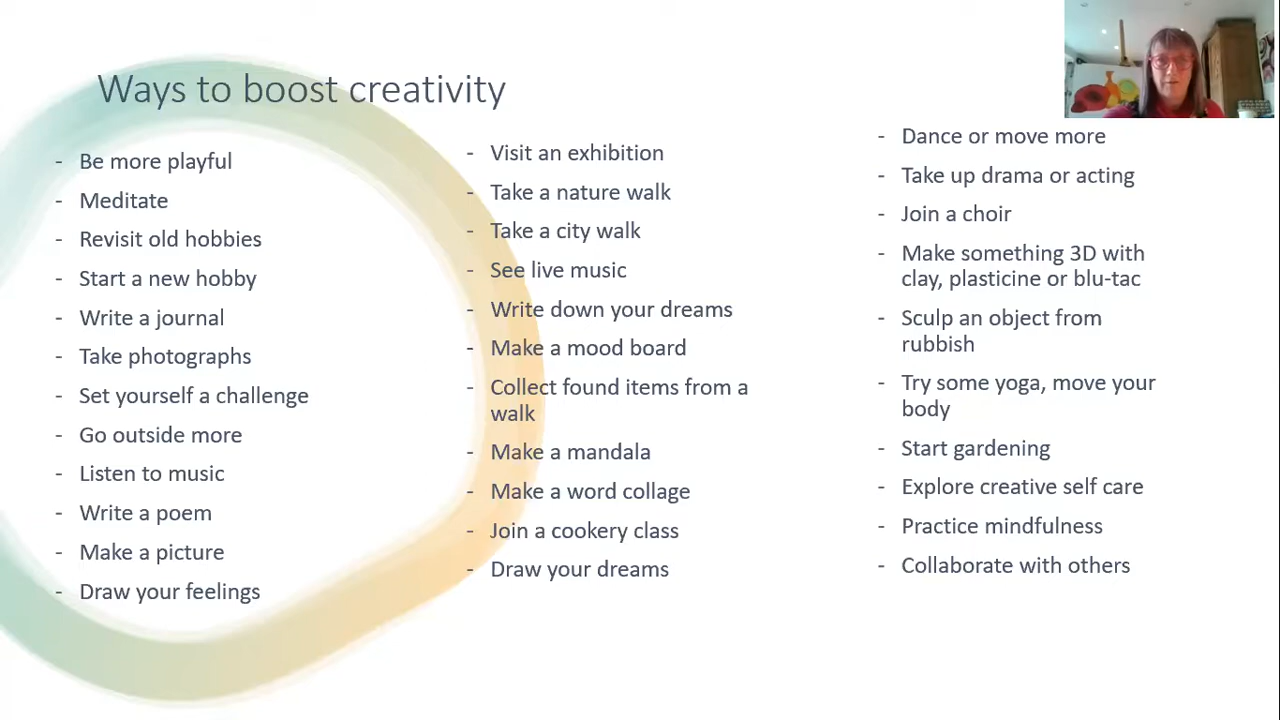 Ways to boost creativity
- Be more playful
- Meditate
- Revisit old hobbies
- Start a new hobby
- Write a journal
- Take photographs
- Set yourself a challenge
- Go outside more
- Listen to music
- Write a poem
- Make a picture
- Draw your feelings
- Visit an exhibition
- Take a nature walk
- Take a city walk
- See live music
- Write down your dreams
- Make a mood board
- Collect found items from a
walk
- Make a mandala
- Make a word collage
- Join a cookery class
- Draw your dreams
- Dance or move more
- Take up drama or acting
- Join a choir
- Make something 3D with
clay, plasticine or blu-tac
- Sculp an object from
rubbish
- Try some yoga, move your
body
- Start gardening
- Explore creative self care
- Practice mindfulness
- Collaborate with others